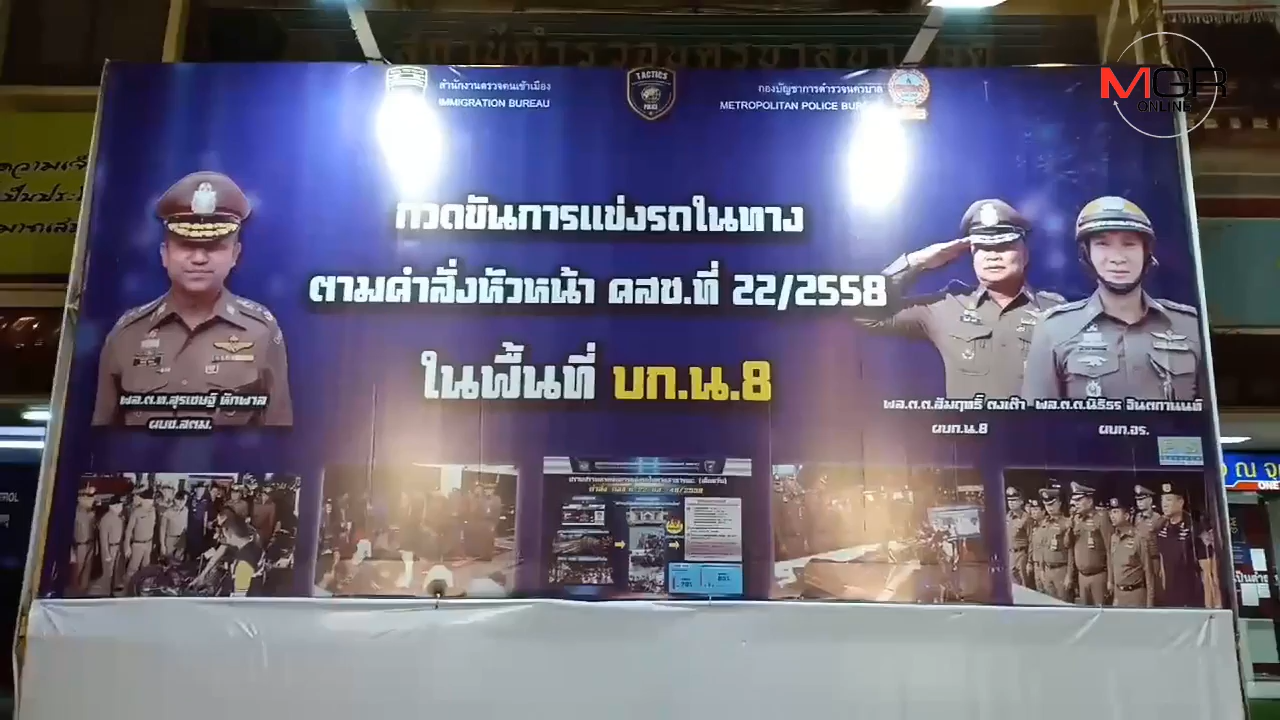 สำนักงานตรวจคนเข้าเมือง
IMMIGRATION BUREAU
TACTICS
POLICE
กองบัญชาการตำรวจนครบาล
METROPOLITAN POLICE
MGR
ONLINE
กวดขันการแข่งรถในทาง
ตามคำสั่งหัวหน้า คสช.ที่ 22/2558
ในพื้นที่ บก.น.8
พล.ต.ท.สุรเชษฐ์ หักพาล
ผบช.สตม.
พล.ต.ต.สัมฤทธิ์ ตงเต๊า
ผบก.น.8
พล.ต.ต.นิธิธร จินตกานนท์
ผบก.จร.